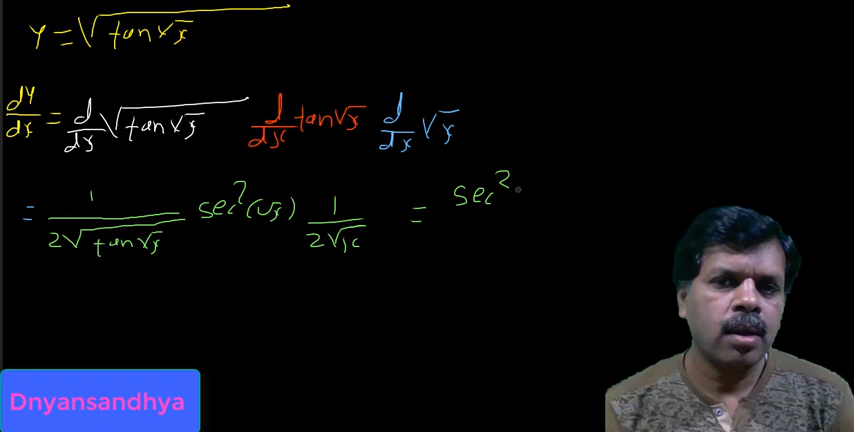 y = √(tan √x)
dy/dx = d/dx √(tan √x) d/dx tan √x d/dx √x
= 1/(2√(tan √x)) sec²(√x) 1/(2√x) = sec²
Dnyansandhya